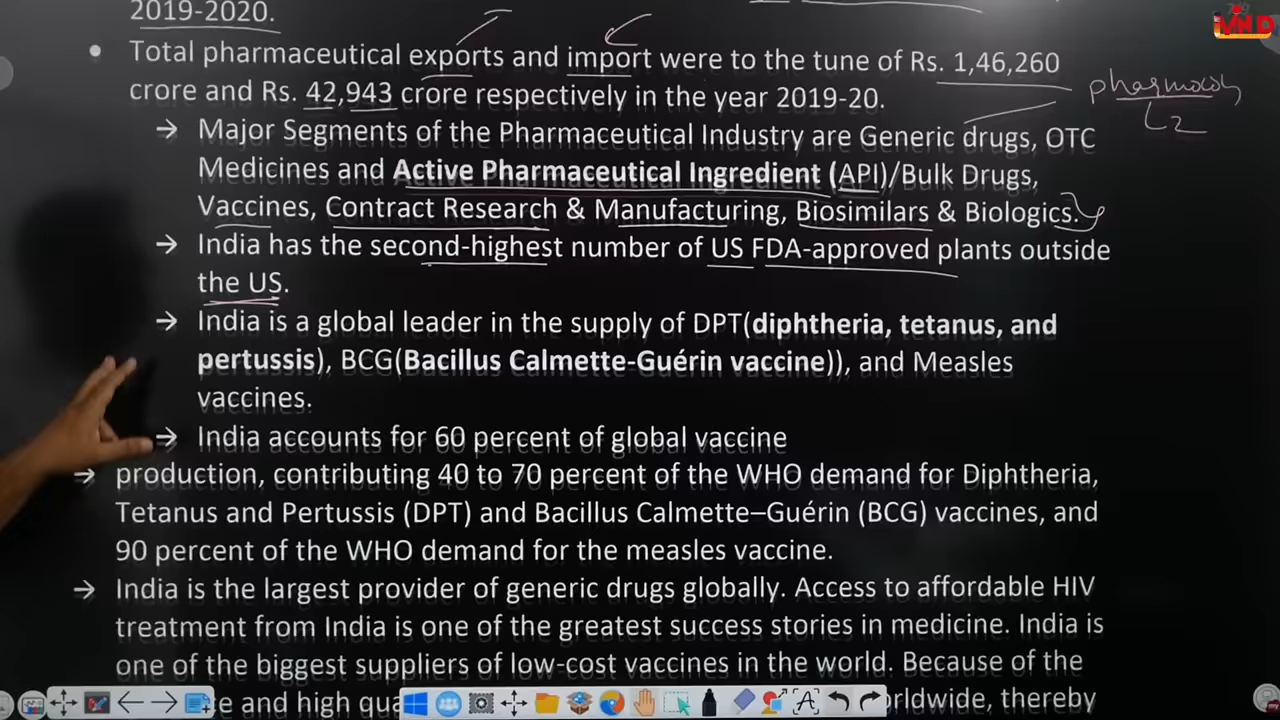 2019-2020.
• Total pharmaceutical exports and import were to the tune of Rs. 1,46,260
crore and Rs. 42,943 crore respectively in the year 2019-20.
→ Major Segments of the Pharmaceutical Industry are Generic drugs, OTC
Medicines and Active Pharmaceutical Ingredient (API)/Bulk Drugs,
Vaccines, Contract Research & Manufacturing, Biosimilars & Biologics.
→ India has the second-highest number of US FDA-approved plants outside
the US.
→ India is a global leader in the supply of DPT(diphtheria, tetanus, and
pertussis), BCG(Bacillus Calmette-Guérin vaccine)), and Measles
vaccines.
→ India accounts for 60 percent of global vaccine
→ production, contributing 40 to 70 percent of the WHO demand for Diphtheria,
Tetanus and Pertussis (DPT) and Bacillus Calmette–Guérin (BCG) vaccines, and
90 percent of the WHO demand for the measles vaccine.
→ India is the largest provider of generic drugs globally. Access to affordable HIV
treatment from India is one of the greatest success stories in medicine. India is
one of the biggest suppliers of low-cost vaccines in the world. Because of the
and high
thereby